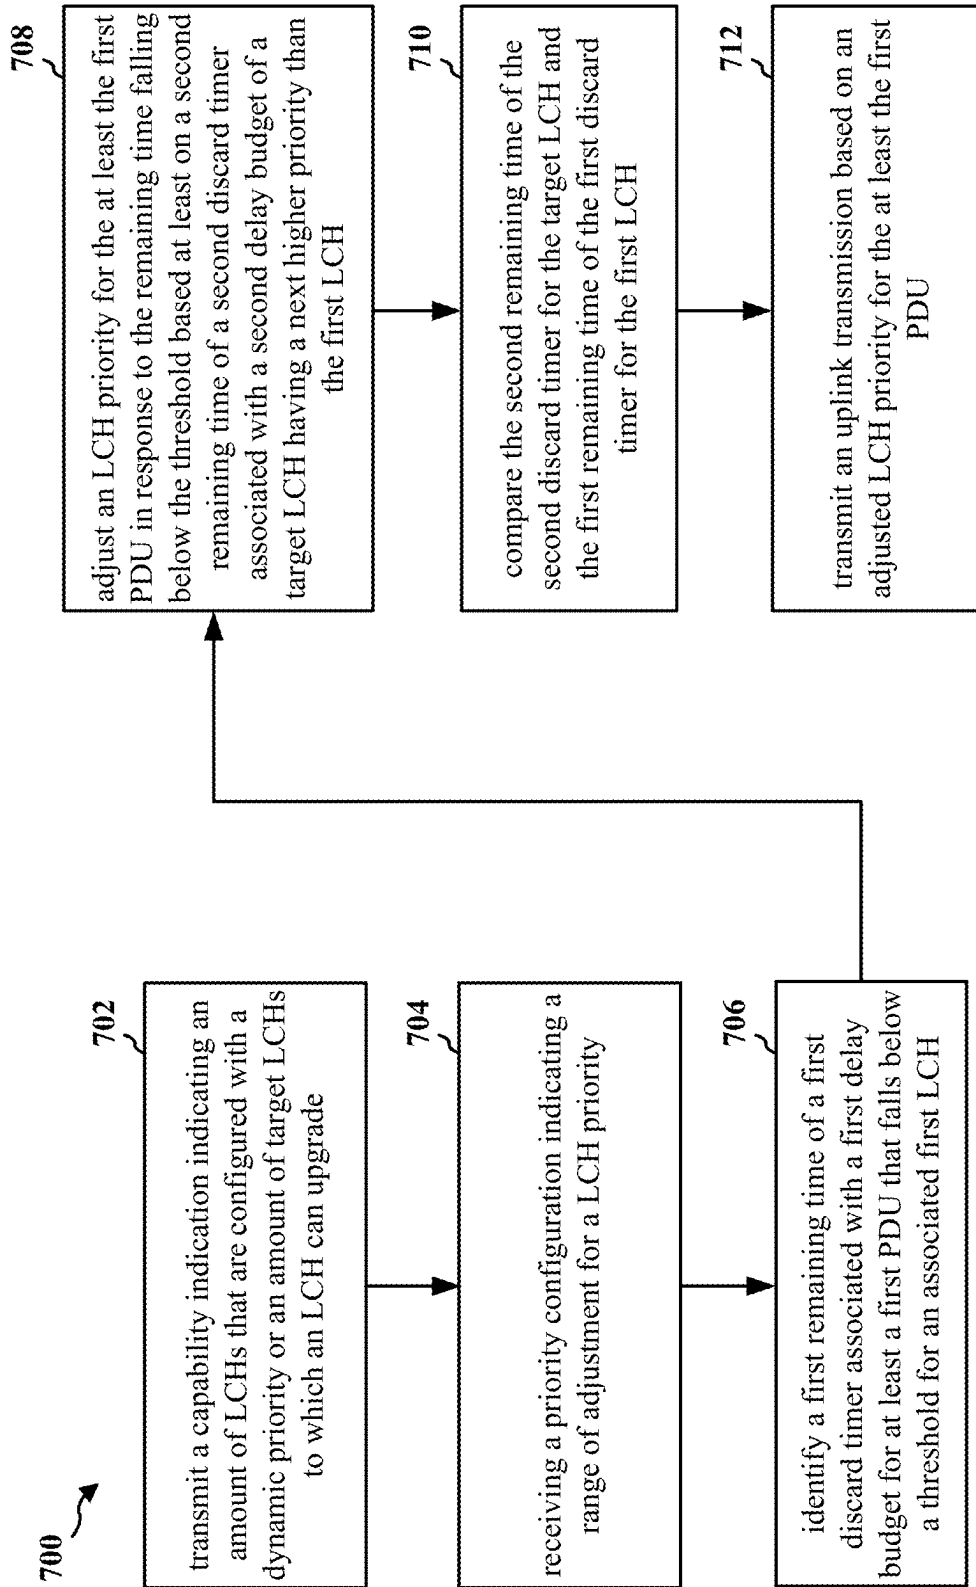 700
702
transmit a capability indication indicating an
amount of LCHs that are configured with a
dynamic priority or an amount of target LCHs
to which an LCH can upgrade
704
receiving a priority configuration indicating a
range of adjustment for a LCH priority
706
identify a first remaining time of a first
discard timer associated with a first delay
budget for at least a first PDU that falls below
a threshold for an associated first LCH
708
adjust an LCH priority for the at least the first
PDU in response to the remaining time falling
below the threshold based at least on a second
remaining time of a second discard timer
associated with a second delay budget of a
target LCH having a next higher priority than
the first LCH
710
compare the second remaining time of the
second discard timer for the target LCH and
the first remaining time of the first discard
timer for the first LCH
712
transmit an uplink transmission based on an
adjusted LCH priority for the at least the first
PDU